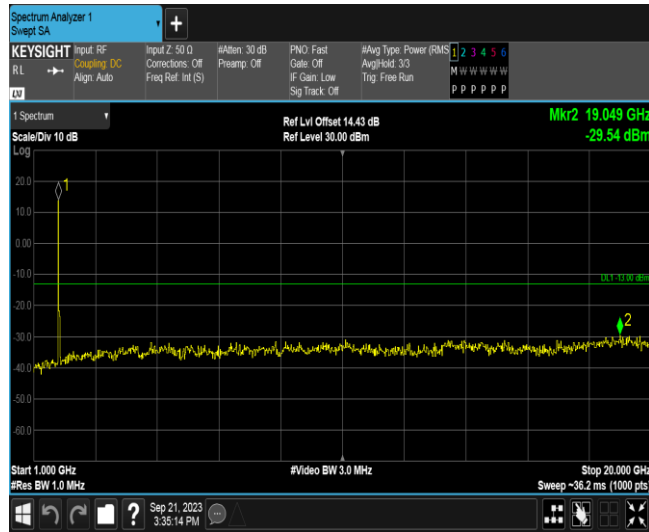 Spectrum Analyzer 1
Swept SA
+
KEYSIGHT
RL
LXI
Input: RF
Coupling: DC
Align: Auto
Input Z: 50 Ω
Corrections: Off
Freq Ref: Int (S)
#Atten: 30 dB
Preamp: Off
PNO: Fast
Gate: Off
IF Gain: Low
Sig Track: Off
#Avg Type: Power (RMS
Avg|Hold: 3/3
Trig: Free Run
1 2 3 4 5 6
M W W W W W
P P P P P P
1 Spectrum
Scale/Div 10 dB
Log
Ref Lvl Offset 14.43 dB
Ref Level 30.00 dBm
Mkr2 19.049 GHz
-29.54 dBm
20.0
10.0
0.00
-10.0
-20.0
-30.0
-40.0
-50.0
-60.0
1
DL1 -13.00 dBm
2
Start 1.000 GHz
#Res BW 1.0 MHz
#Video BW 3.0 MHz
Stop 20.000 GHz
Sweep ~36.2 ms (1000 pts)
?
Sep 21, 2023
3:35:14 PM